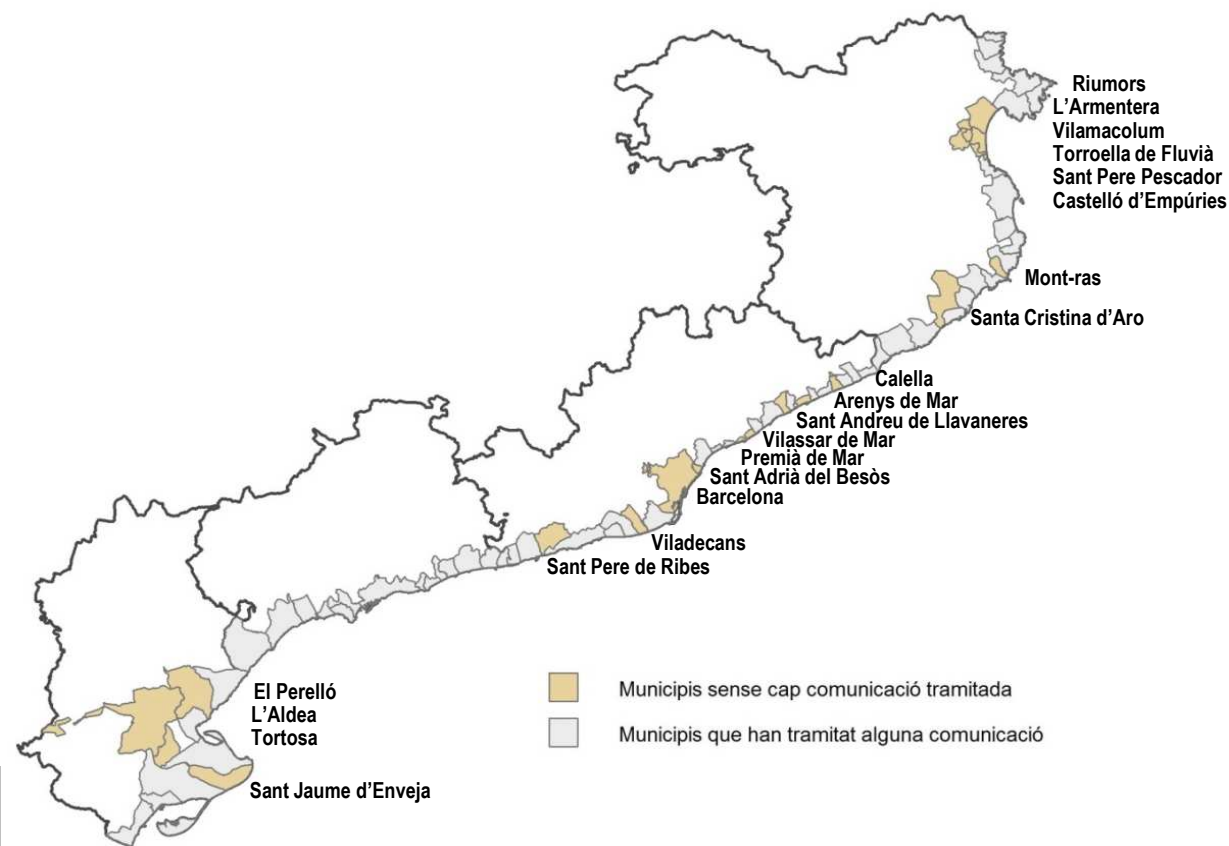 Riumors
L'Armentera
Vilamacolum
Torroella de Fluvià
Sant Pere Pescador
Castelló d'Empúries
Mont-ras
Santa Cristina d'Aro
Calella
Arenys de Mar
Sant Andreu de Llavaneres
Vilassar de Mar
Premià de Mar
Sant Adrià del Besòs
Barcelona
Viladecans
Sant Pere de Ribes
El Perelló
L'Aldea
Tortosa
Sant Jaume d'Enveja
Municipis sense cap comunicació tramitada
Municipis que han tramitat alguna comunicació